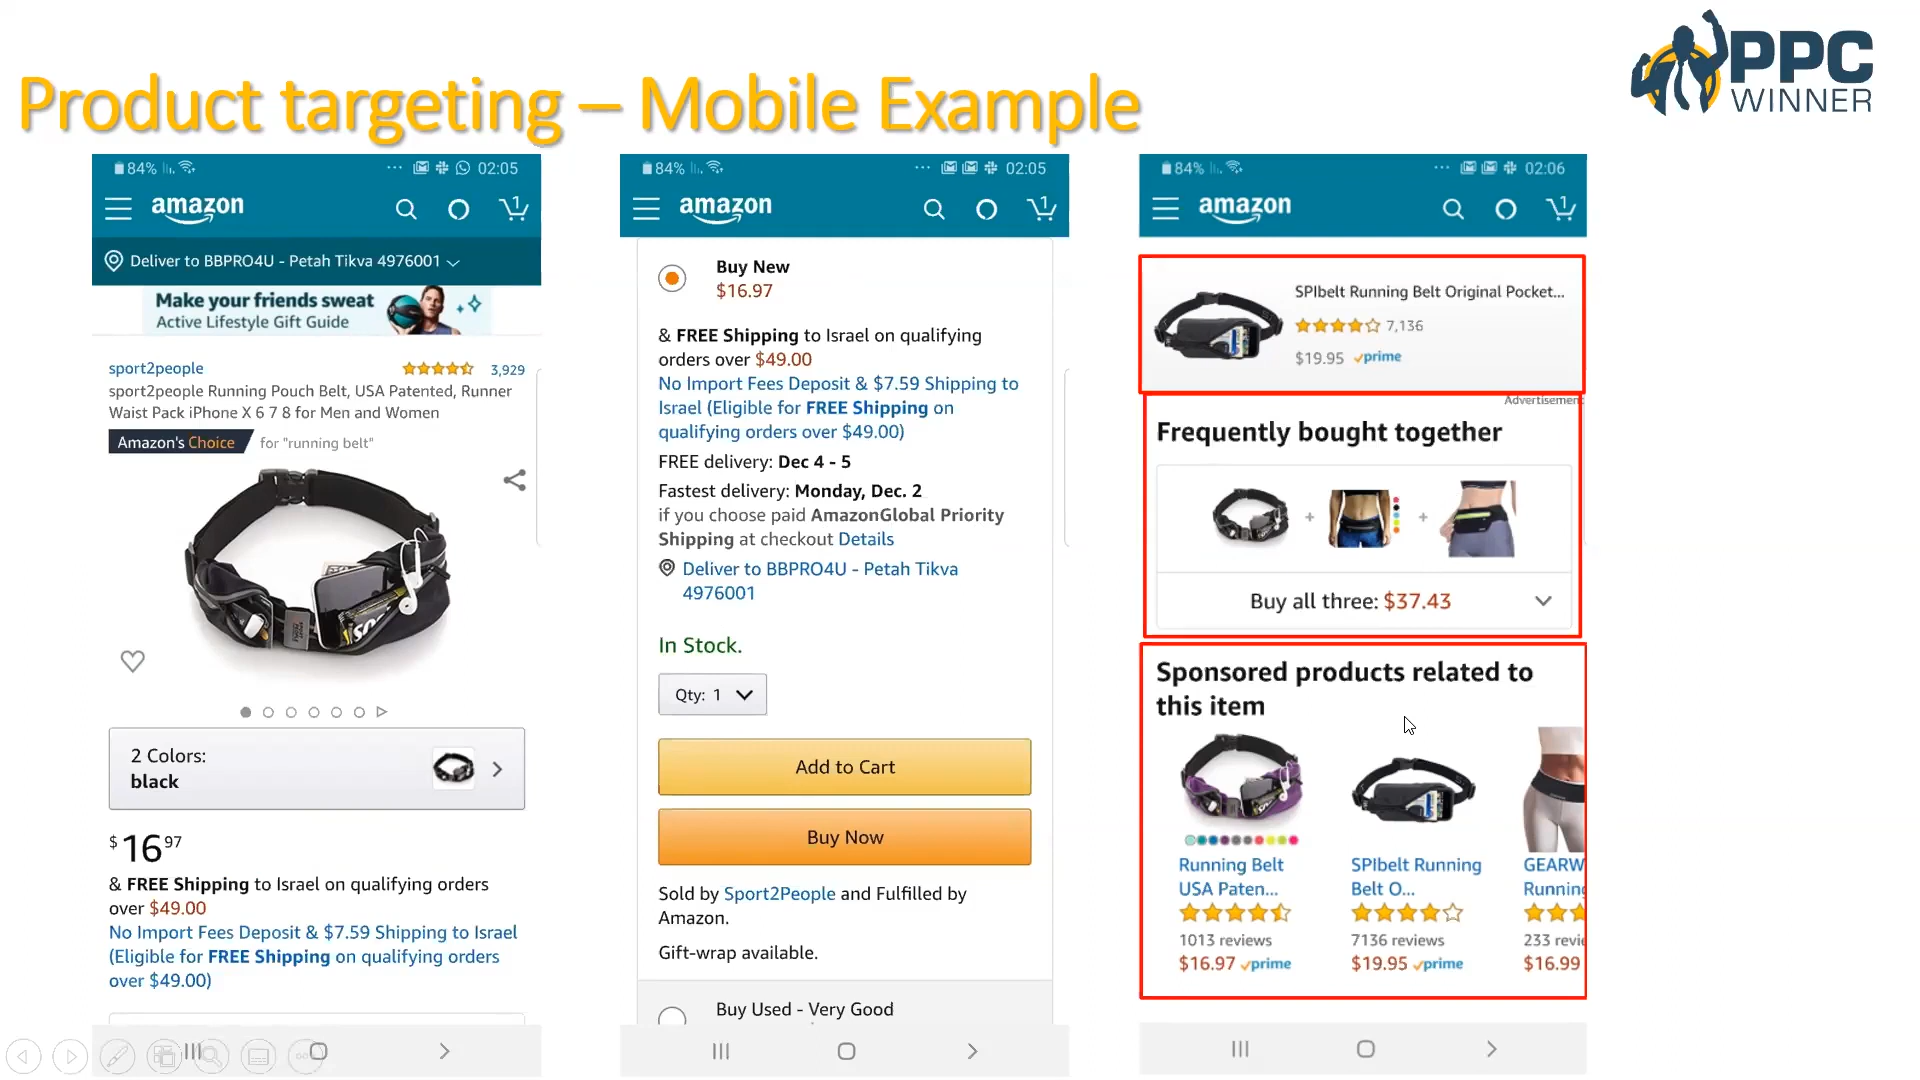 Product targeting – Mobile Example
PPC
WINNER
84% 02:05
amazon
1
Deliver to BBPRO4U - Petah Tikva 4976001
Make your friends sweat
Active Lifestyle Gift Guide
sport2people 3,929
sport2people Running Pouch Belt, USA Patented, Runner
Waist Pack iPhone X 6 7 8 for Men and Women
Amazon's Choice for "running belt"
2 Colors:
black
$16 97
& FREE Shipping to Israel on qualifying orders
over $49.00
No Import Fees Deposit & $7.59 Shipping to Israel
(Eligible for FREE Shipping on qualifying orders
over $49.00)
84% 02:05
amazon
1
Buy New
$16.97
& FREE Shipping to Israel on qualifying
orders over $49.00
No Import Fees Deposit & $7.59 Shipping to
Israel (Eligible for FREE Shipping on
qualifying orders over $49.00)
FREE delivery: Dec 4 - 5
Fastest delivery: Monday, Dec. 2
if you choose paid AmazonGlobal Priority
Shipping at checkout Details
Deliver to BBPRO4U - Petah Tikva
4976001
In Stock.
Qty: 1
Add to Cart
Buy Now
Sold by Sport2People and Fulfilled by
Amazon.
Gift-wrap available.
Buy Used - Very Good
84% 02:06
amazon
1
SPIbelt Running Belt Original Pocket...
7,136
$19.95 prime
Advertisement
Frequently bought together
+ +
Buy all three: $37.43
Sponsored products related to
this item
Running Belt
USA Paten...
1013 reviews
$16.97 prime
SPIbelt Running
Belt O...
7136 reviews
$19.95 prime
GEARW
Running
233 revie
$16.99